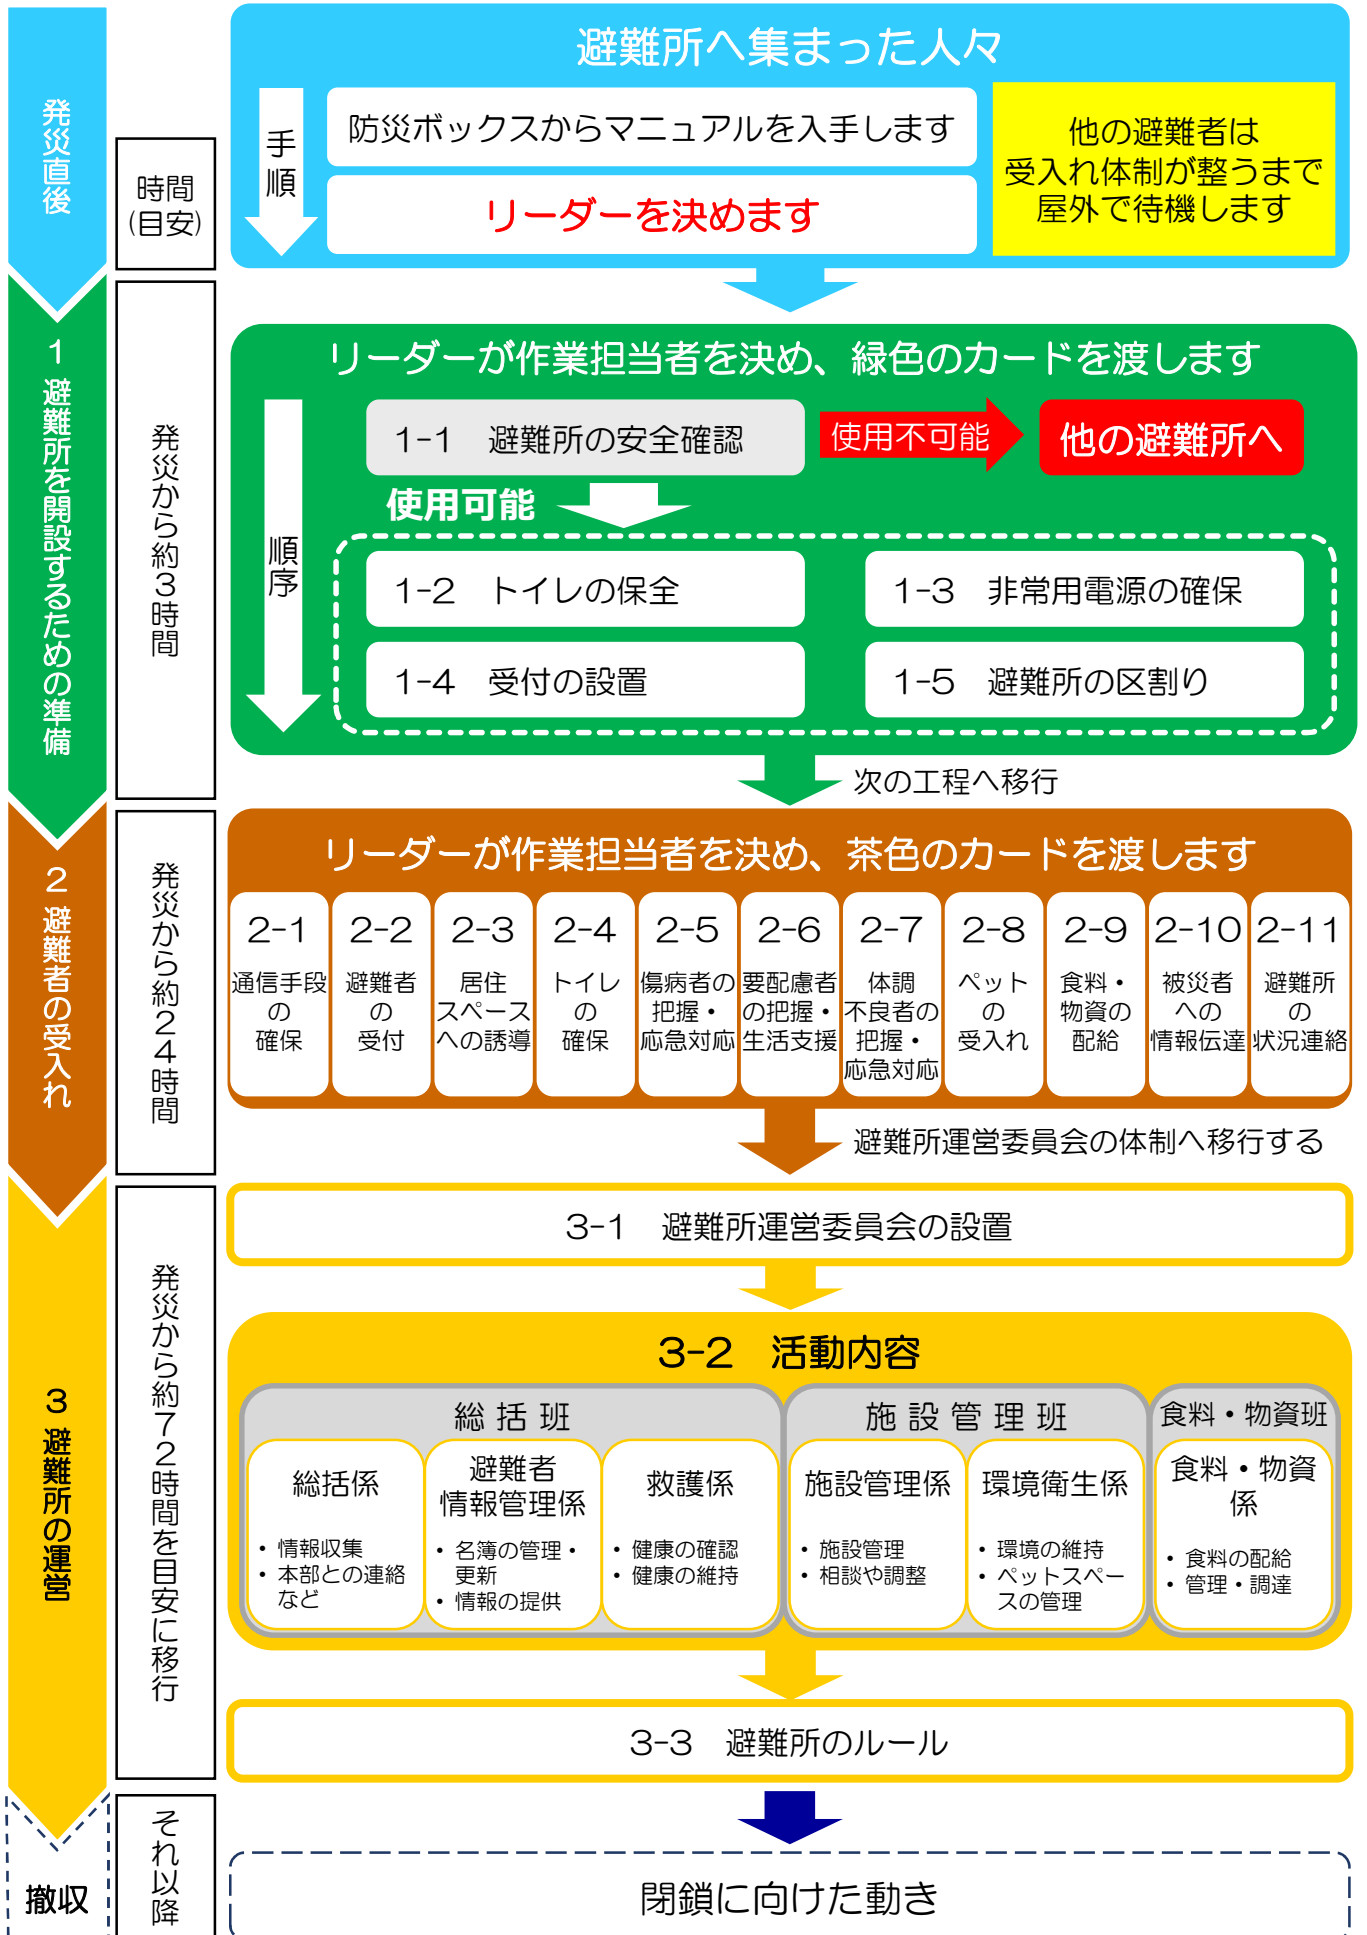 避難所へ集まった人々
発災直後
時間
(目安)
手順
防災ボックスからマニュアルを入手します
リーダーを決めます
他の避難者は
受入れ体制が整うまで
屋外で待機します
1 避難所を開設するための準備
発災から約3時間
リーダーが作業担当者を決め、緑色のカードを渡します
順序
1-1 避難所の安全確認
使用不可能
他の避難所へ
使用可能
1-2 トイレの保全
1-3 非常用電源の確保
1-4 受付の設置
1-5 避難所の区割り
次の工程へ移行
2 避難者の受入れ
発災から約24時間
リーダーが作業担当者を決め、茶色のカードを渡します
2-1
通信手段
の
確保
2-2
避難者
の
受付
2-3
居住
スペース
への誘導
2-4
トイレ
の
確保
2-5
傷病者の
把握・
応急対応
2-6
要配慮者
の把握・
生活支援
2-7
体調
不良者の
把握・
応急対応
2-8
ペット
の
受入れ
2-9
食料・
物資の
配給
2-10
被災者
への
情報伝達
2-11
避難所
の
状況連絡
避難所運営委員会の体制へ移行する
3 避難所の運営
発災から約72時間を目安に移行
3-1 避難所運営委員会の設置
3-2 活動内容
総括班
総括係
• 情報収集
• 本部との連絡
など
避難者
情報管理係
• 名簿の管理・
更新
• 情報の提供
救護係
• 健康の確認
• 健康の維持
施設管理班
施設管理係
• 施設管理
• 相談や調整
環境衛生係
• 環境の維持
• ペットスペー
スの管理
食料・物資班
食料・物資
係
• 食料の配給
• 管理・調達
3-3 避難所のルール
撤収
それ以降
閉鎖に向けた動き